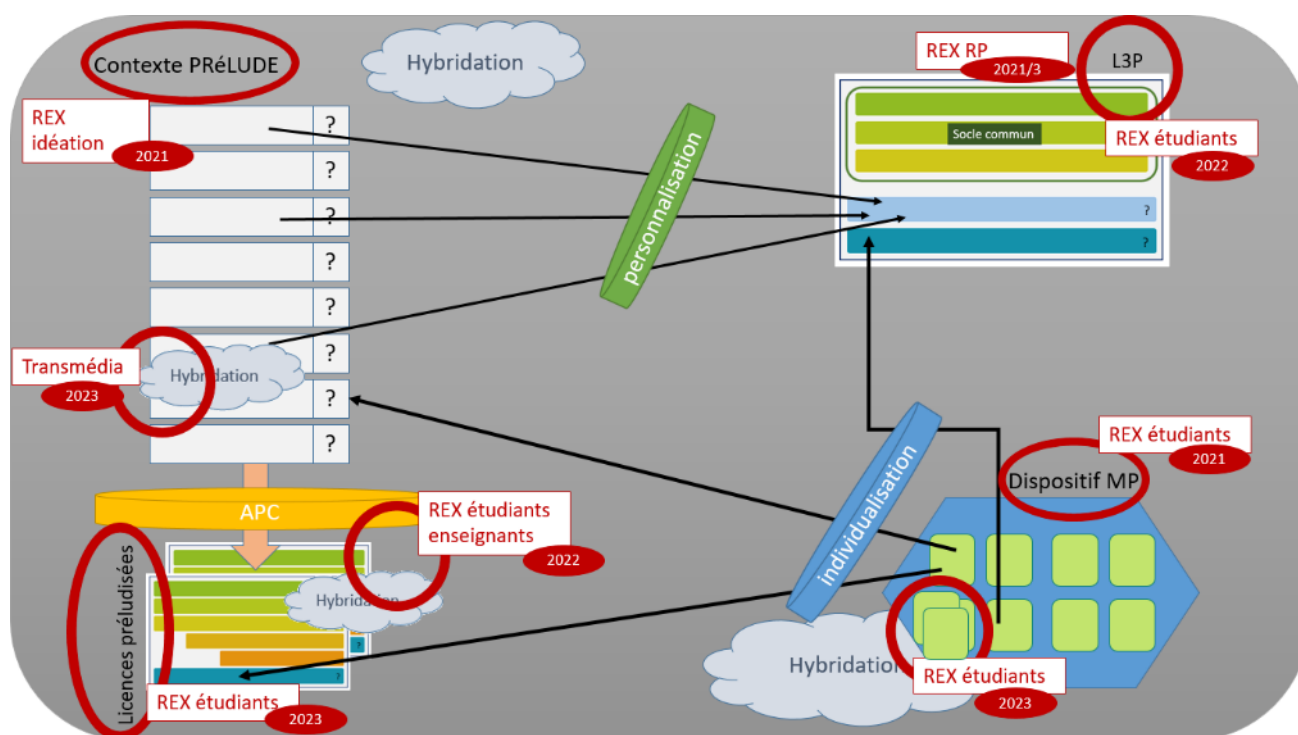 Contexte PRéLUDE
Hybridation
REX RP
2021/3
L3P
REX
idéation
2021
?
?
?
?
?
?
?
?
Socle commun
REX étudiants
2022
?
?
personnalisation
Transmédia
2023
Hybridation
APC
REX étudiants
enseignants
2022
individualisation
REX étudiants
2021
Dispositif MP
Licences préludisées
Hybridation
?
?
REX étudiants
2023
Hybridation
REX étudiants
2023